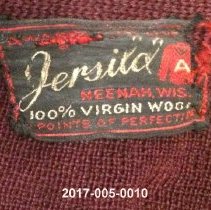 Jersild
A
NEENAH, WIS.
100% VIRGIN WOOL
POINTS OF PERFECTION
2017-005-0010